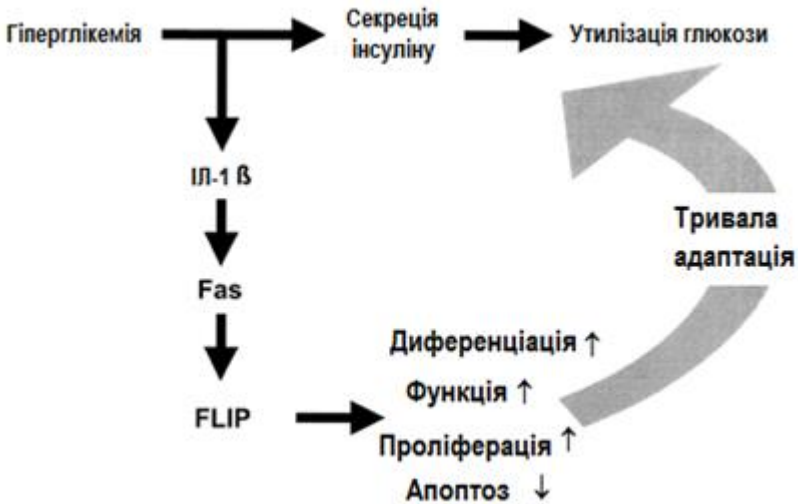 Гіперглікемія
Секреція
інсуліну
Утилізація глюкози
ІЛ-1 ß
Fas
FLIP
Тривала
адаптація
Диференціація ↑
Функція ↑
Проліферація ↑
Апоптоз ↓